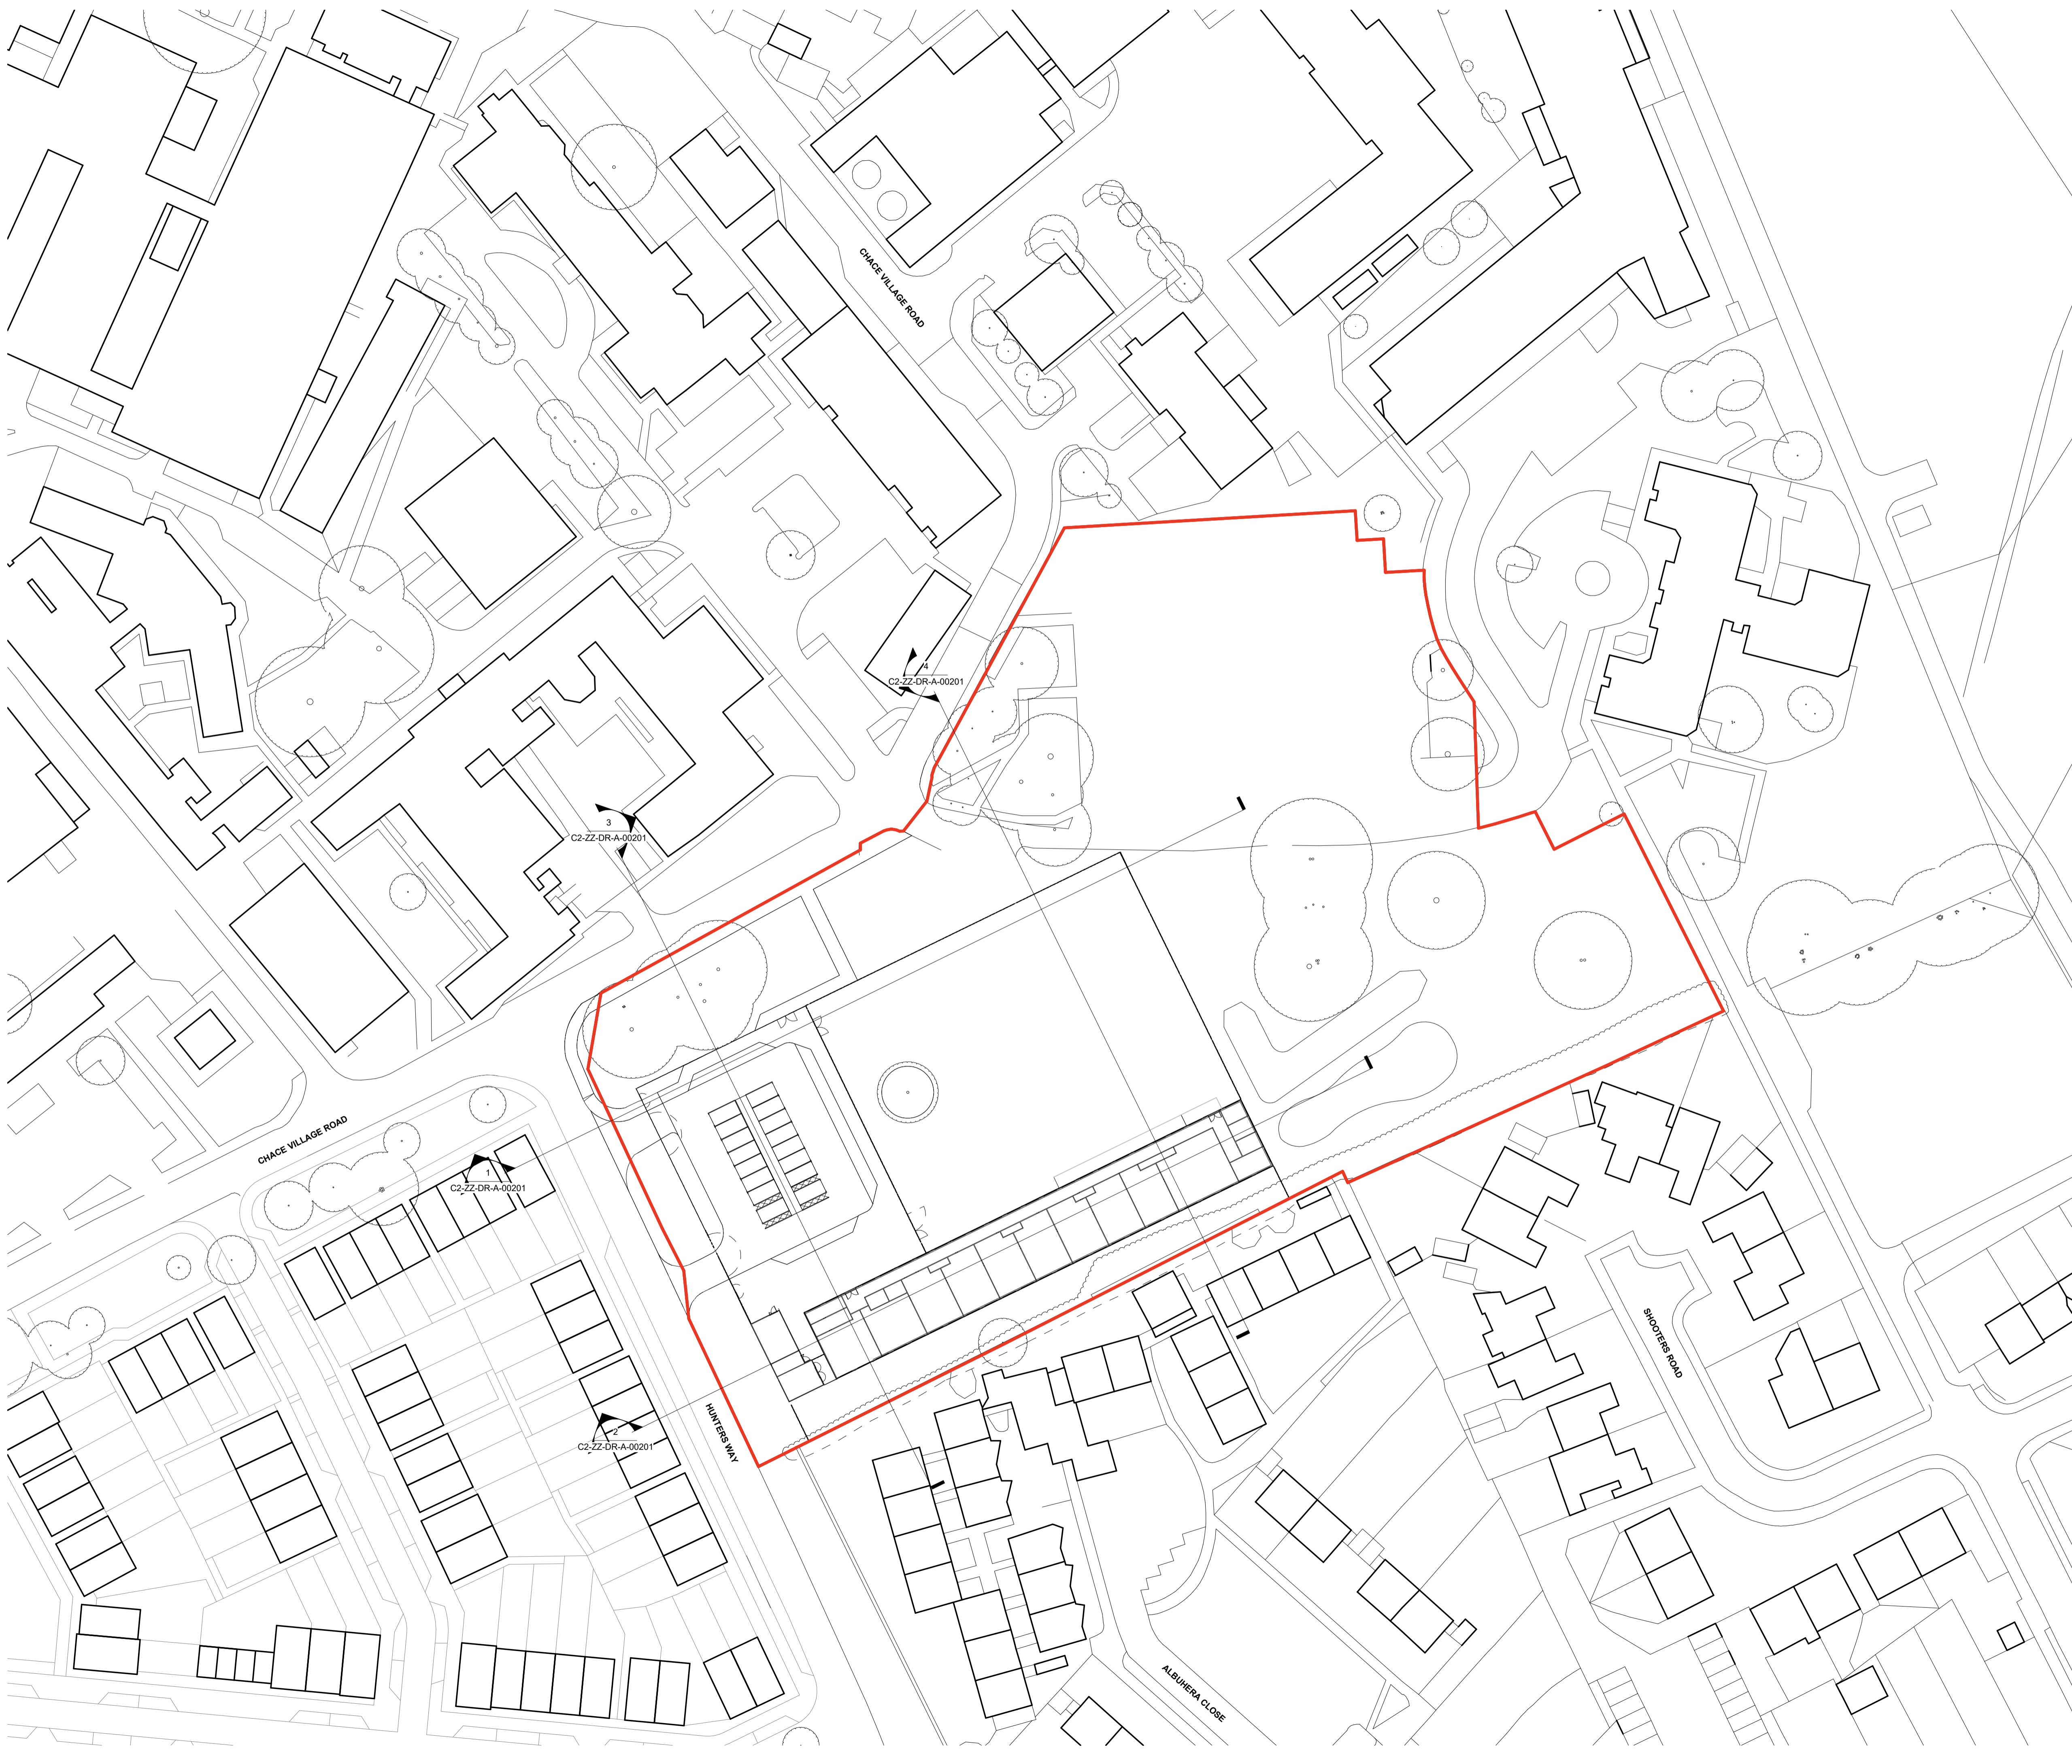 CHACE VILLAGE ROAD
4
C2-ZZ-DR-A-00201
3
C2-ZZ-DR-A-00201
CHACE VILLAGE ROAD
1
C2-ZZ-DR-A-00201
SHOOTERS ROAD
HUNTERS WAY
2
C2-ZZ-DR-A-00201
ALBUHERA CLOSE